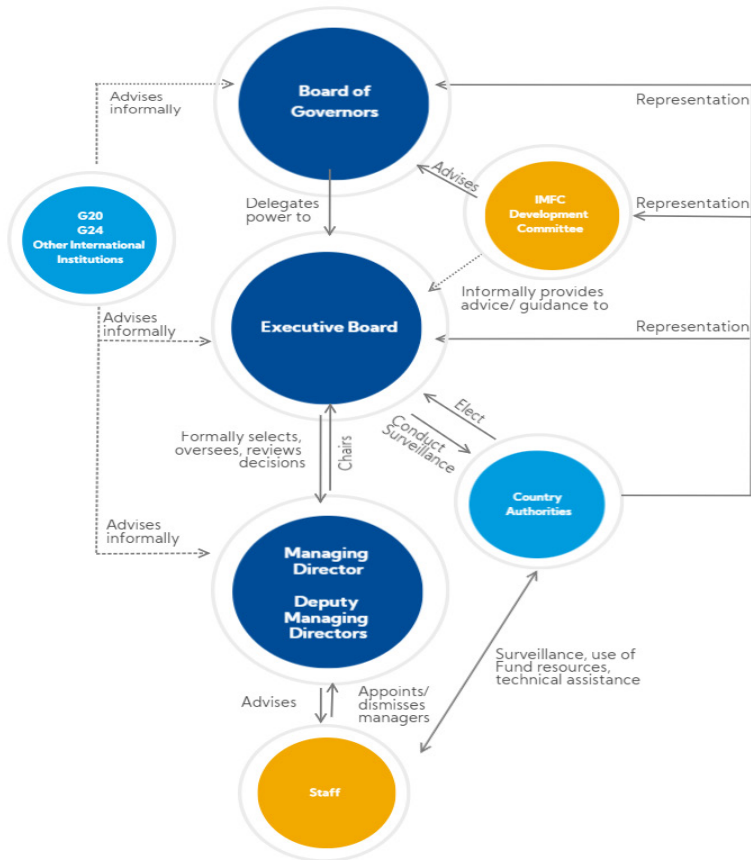 Board of
Governors
Advises
informally
Representation
Advises
IMFC
Development
Committee
Representation
Delegates
power to
G20
G24
Other International
Institutions
Informally provides
advice/ guidance to
Executive Board
Advises
informally
Representation
Elect
Conduct
Surveillance
Formally selects,
oversees, reviews
decisions
Chairs
Country
Authorities
Advises
informally
Managing
Director
Deputy
Managing
Directors
Surveillance, use of
Fund resources,
technical assistance
Advises
Appoints/
dismisses
managers
Staff